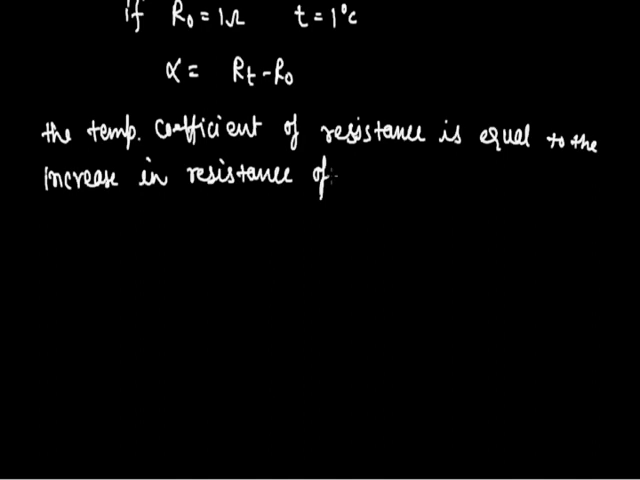 if R₀ = 1Ω t = 1°c
α = Rt - R₀
the temp. coefficient of resistance is equal to the
increase in resistance of